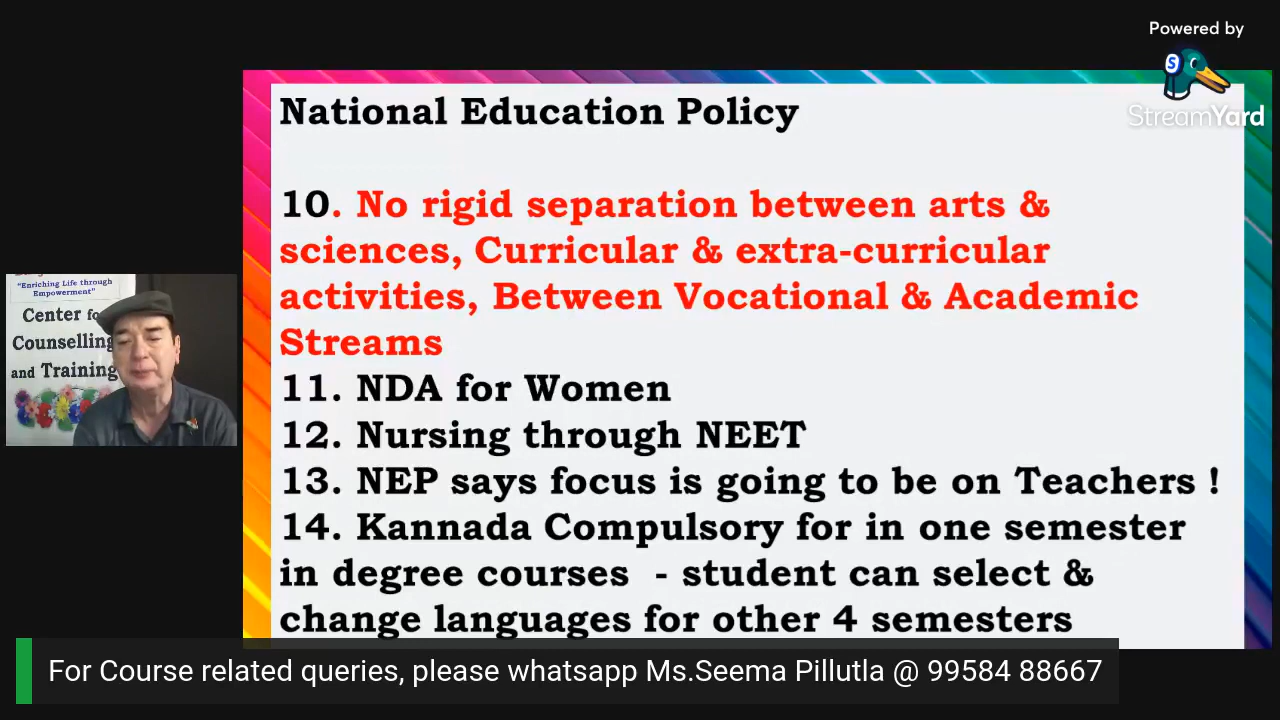 Powered by
StreamYard
National Education Policy
10. No rigid separation between arts &
sciences, Curricular & extra-curricular
activities, Between Vocational & Academic
Streams
11. NDA for Women
12. Nursing through NEET
13. NEP says focus is going to be on Teachers !
14. Kannada Compulsory for in one semester
in degree courses - student can select &
change languages for other 4 semesters
"Enriching Life through
Empowerment"
Center fo
Counselling
and Training
For Course related queries, please whatsapp Ms.Seema Pillutla @ 99584 88667